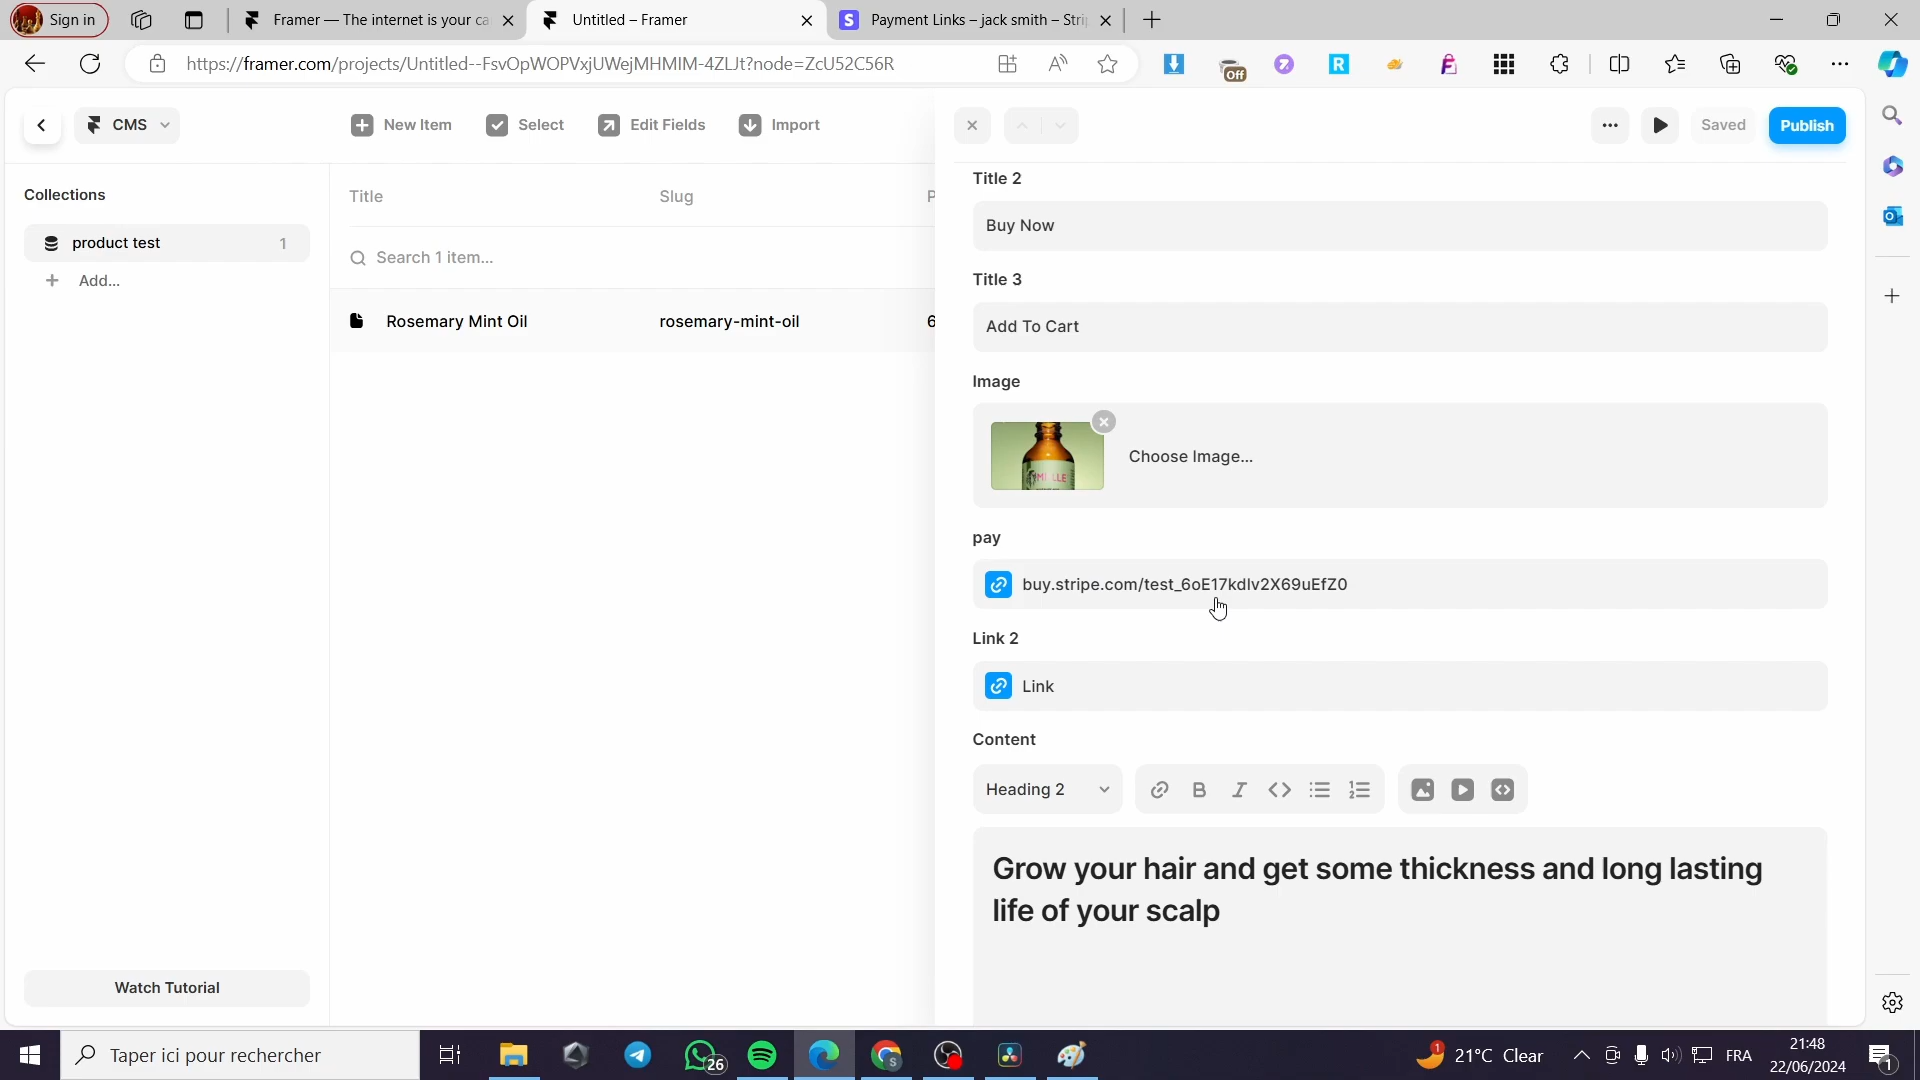 Sign in
Framer — The internet is your ca
Untitled – Framer
Payment Links – jack smith – Stri
https://framer.com/projects/Untitled--FsvOpWOPVxjUWejMHMIM-4ZLJt?node=ZcU52C56R
Off
CMS
New Item
Select
Edit Fields
Import
Saved
Publish
Collections
product test
1
Add...
Title
Slug
P
Search 1 item...
Rosemary Mint Oil
rosemary-mint-oil
6
Title 2
Buy Now
Title 3
Add To Cart
Image
Choose Image...
pay
buy.stripe.com/test_6oE17kdIv2X69uEfZ0
Link 2
Link
Content
Heading 2
Grow your hair and get some thickness and long lasting
life of your scalp
Watch Tutorial
Taper ici pour rechercher
26
1
21°C Clear
FRA
21:48
22/06/2024
1